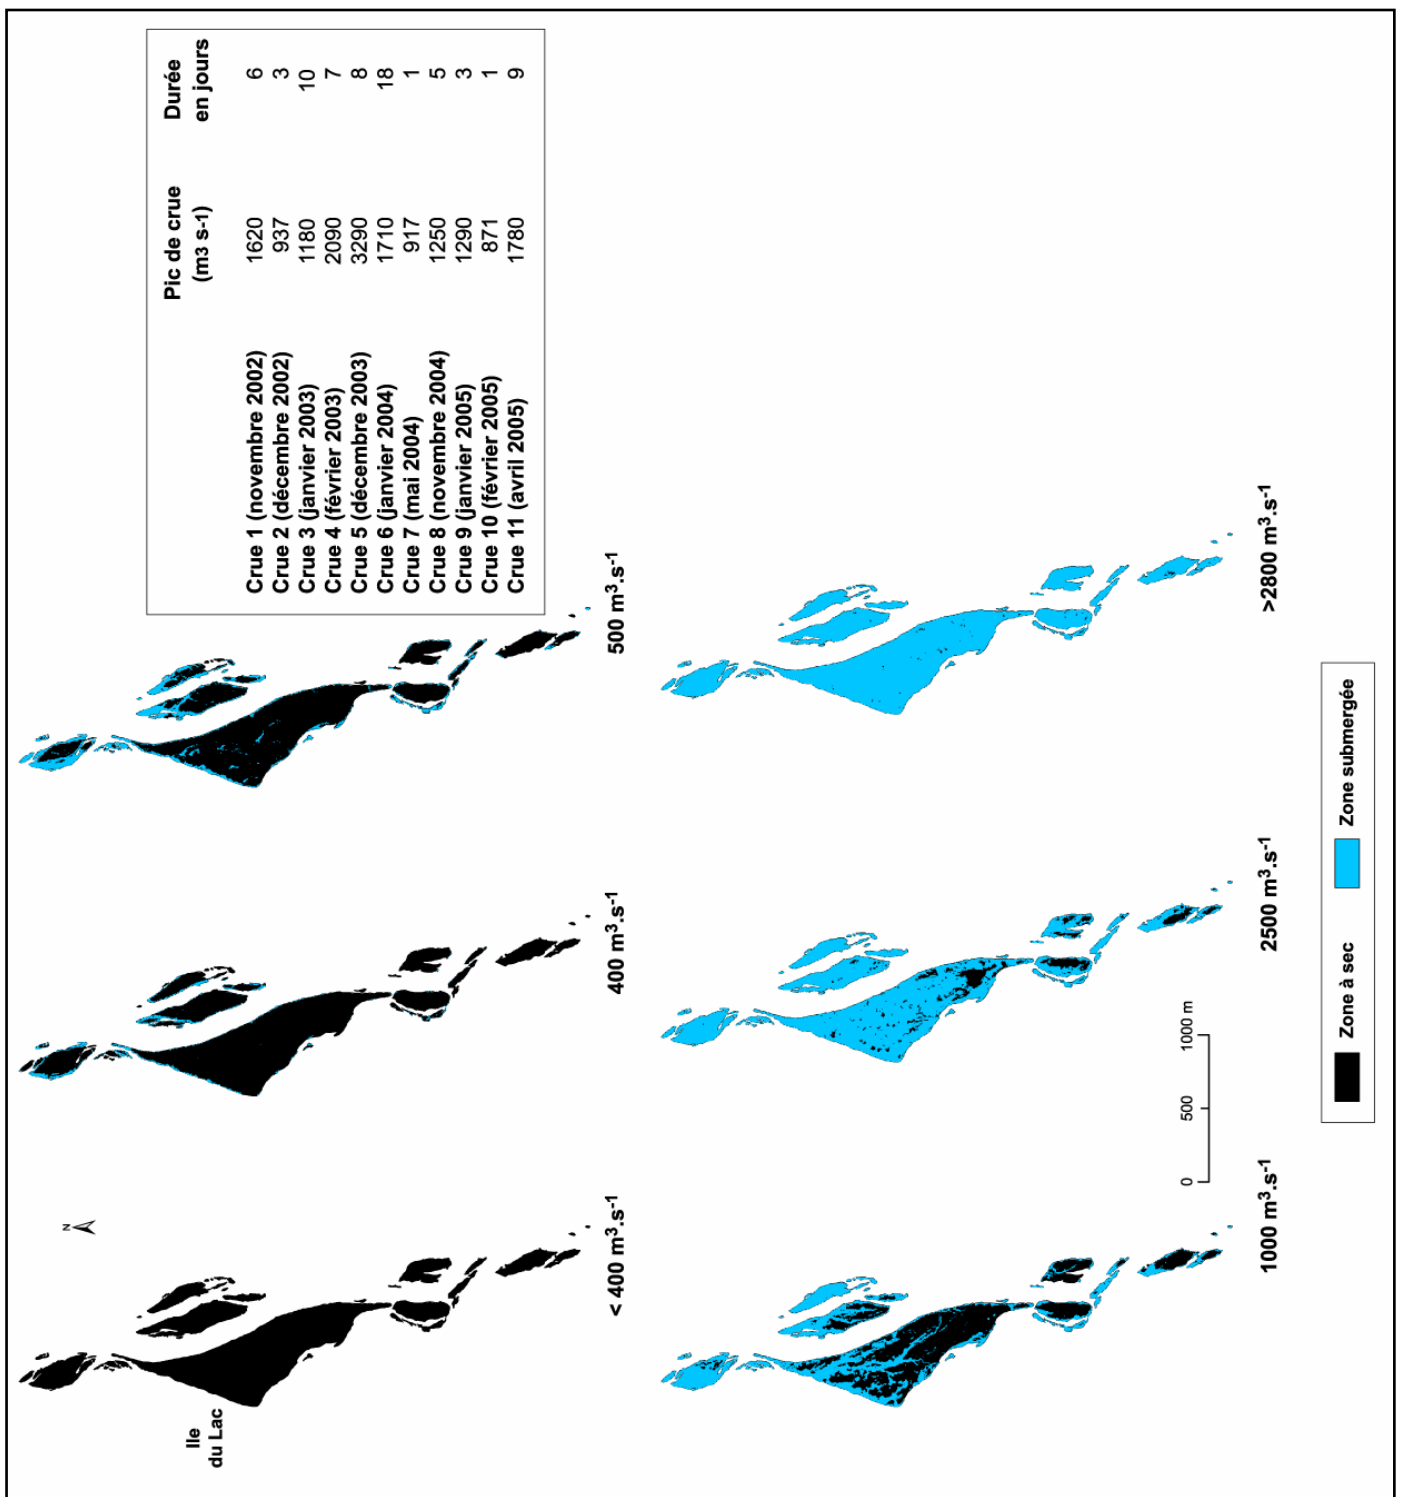 Ile
du Lac
N
< 400 m³.s⁻¹
400 m³.s⁻¹
500 m³.s⁻¹
Pic de crue Durée
(m3 s-1) en jours
Crue 1 (novembre 2002) 1620 6
Crue 2 (décembre 2002) 937 3
Crue 3 (janvier 2003) 1180 10
Crue 4 (février 2003) 2090 7
Crue 5 (décembre 2003) 3290 8
Crue 6 (janvier 2004) 1710 18
Crue 7 (mai 2004) 917 1
Crue 8 (novembre 2004) 1250 5
Crue 9 (janvier 2005) 1290 3
Crue 10 (février 2005) 871 1
Crue 11 (avril 2005) 1780 9
0 500 1000 m
1000 m³.s⁻¹
2500 m³.s⁻¹
>2800 m³.s⁻¹
Zone à sec Zone submergée